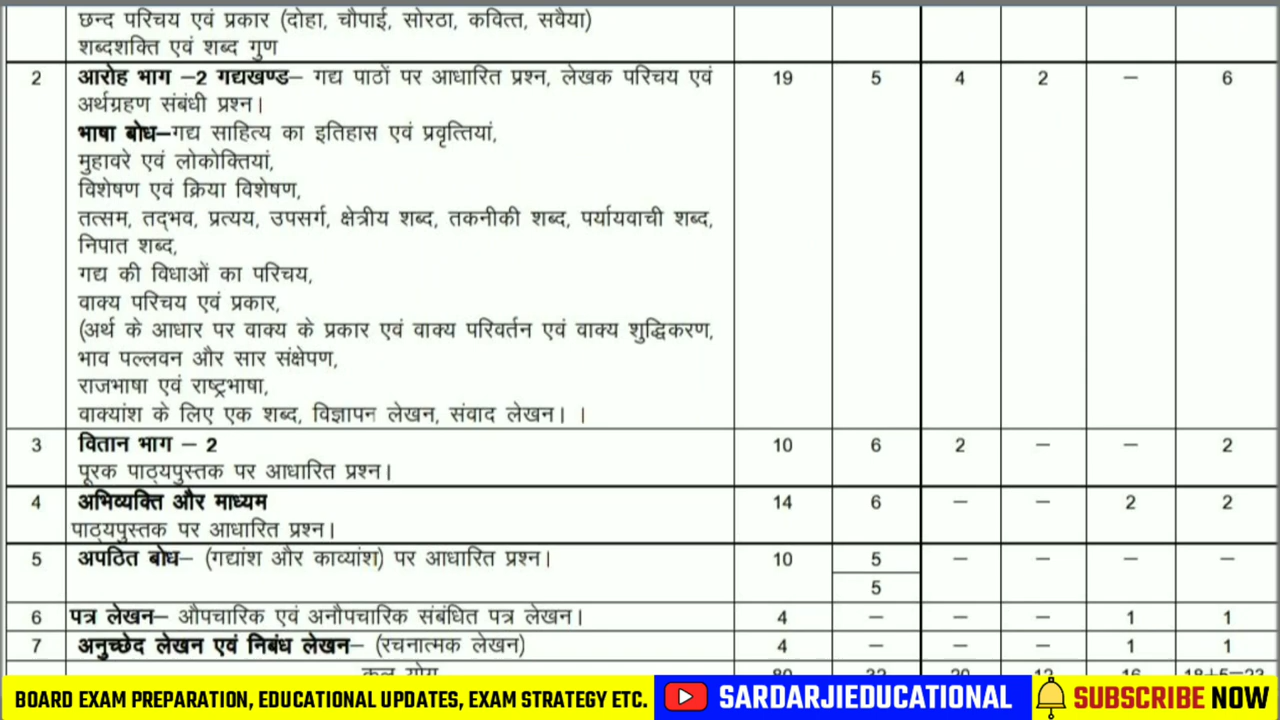 छन्द परिचय एवं प्रकार (दोहा, चौपाई, सोरठा, कवित्त, सवैया)
शब्दशक्ति एवं शब्द गुण
2 आरोह भाग –2 गद्यखण्ड– गद्य पाठों पर आधारित प्रश्न, लेखक परिचय एवं 19 5 4 2 – 6
अर्थग्रहण संबंधी प्रश्न।
भाषा बोध–गद्य साहित्य का इतिहास एवं प्रवृत्तियां,
मुहावरे एवं लोकोक्तियां,
विशेषण एवं क्रिया विशेषण,
तत्सम, तद्भव, प्रत्यय, उपसर्ग, क्षेत्रीय शब्द, तकनीकी शब्द, पर्यायवाची शब्द,
निपात शब्द,
गद्य की विधाओं का परिचय,
वाक्य परिचय एवं प्रकार,
(अर्थ के आधार पर वाक्य के प्रकार एवं वाक्य परिवर्तन एवं वाक्य शुद्धिकरण,
भाव पल्लवन और सार संक्षेपण,
राजभाषा एवं राष्ट्रभाषा,
वाक्यांश के लिए एक शब्द, विज्ञापन लेखन, संवाद लेखन। ।
3 वितान भाग – 2 10 6 2 – – 2
पूरक पाठ्यपुस्तक पर आधारित प्रश्न।
4 अभिव्यक्ति और माध्यम 14 6 – – 2 2
पाठ्यपुस्तक पर आधारित प्रश्न।
5 अपठित बोध– (गद्यांश और काव्यांश) पर आधारित प्रश्न। 10 5 – – – –
5
6 पत्र लेखन– औपचारिक एवं अनौपचारिक संबंधित पत्र लेखन। 4 – – – 1 1
7 अनुच्छेद लेखन एवं निबंध लेखन– (रचनात्मक लेखन) 4 – – – 1 1
कुल योग 80 32 20 12 16 18+5=23
BOARD EXAM PREPARATION, EDUCATIONAL UPDATES, EXAM STRATEGY ETC. SARDARJIEDUCATIONAL SUBSCRIBE NOW